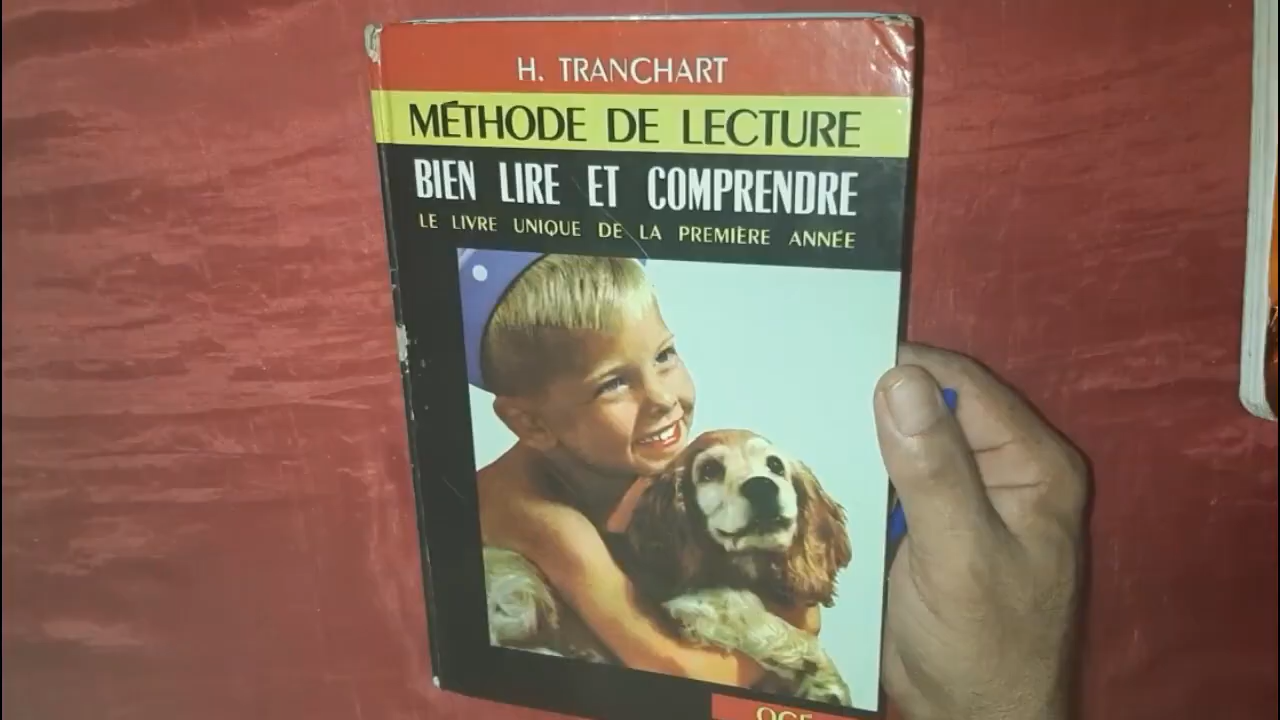 H. TRANCHART
MÉTHODE DE LECTURE
BIEN LIRE ET COMPRENDRE
LE LIVRE UNIQUE DE LA PREMIÈRE ANNÉE